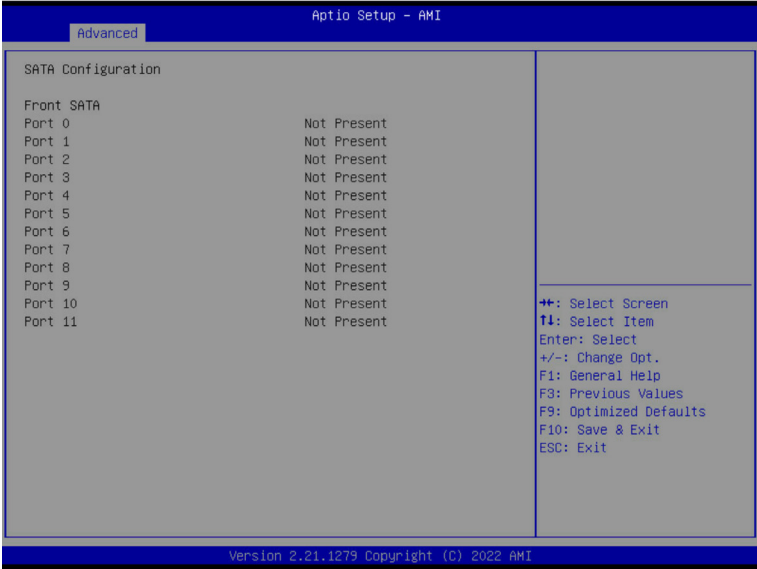 Aptio Setup – AMI
Advanced
SATA Configuration
Front SATA
Port 0 Not Present
Port 1 Not Present
Port 2 Not Present
Port 3 Not Present
Port 4 Not Present
Port 5 Not Present
Port 6 Not Present
Port 7 Not Present
Port 8 Not Present
Port 9 Not Present
Port 10 Not Present
Port 11 Not Present
→←: Select Screen
↑↓: Select Item
Enter: Select
+/-: Change Opt.
F1: General Help
F3: Previous Values
F9: Optimized Defaults
F10: Save & Exit
ESC: Exit
Version 2.21.1279 Copyright (C) 2022 AMI